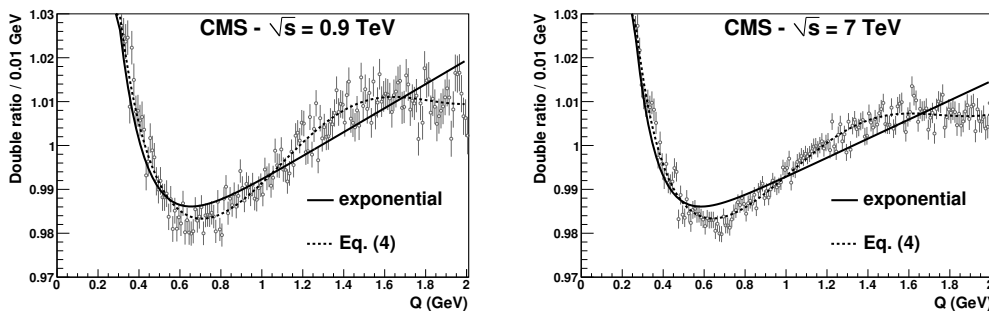 CMS - √s = 0.9 TeV
Double ratio / 0.01 GeV
1.03
1.02
1.01
1
0.99
0.98
0.97
exponential
Eq. (4)
0 0.2 0.4 0.6 0.8 1 1.2 1.4 1.6 1.8 2
Q (GeV)
CMS - √s = 7 TeV
Double ratio / 0.01 GeV
1.03
1.02
1.01
1
0.99
0.98
0.97
exponential
Eq. (4)
0 0.2 0.4 0.6 0.8 1 1.2 1.4 1.6 1.8 2
Q (GeV)